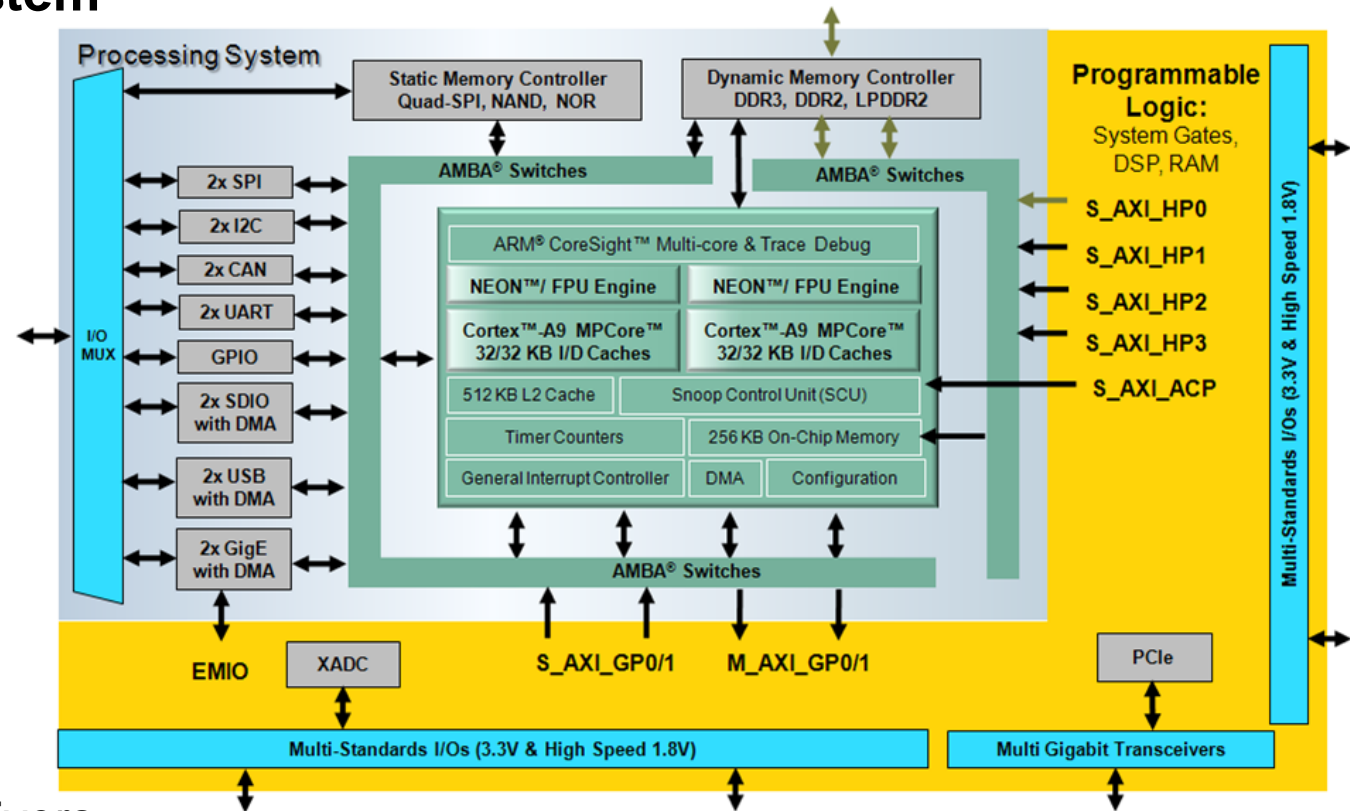 stem
Processing System
Static Memory Controller
Quad-SPI, NAND, NOR
Dynamic Memory Controller
DDR3, DDR2, LPDDR2
Programmable
Logic:
System Gates,
DSP, RAM
AMBA® Switches
AMBA® Switches
I/O
MUX
2x SPI
2x I2C
2x CAN
2x UART
GPIO
2x SDIO
with DMA
2x USB
with DMA
2x GigE
with DMA
ARM® CoreSight™ Multi-core & Trace Debug
NEON™/ FPU Engine
NEON™/ FPU Engine
Cortex™-A9 MPCore™
32/32 KB I/D Caches
Cortex™-A9 MPCore™
32/32 KB I/D Caches
512 KB L2 Cache
Snoop Control Unit (SCU)
Timer Counters
256 KB On-Chip Memory
General Interrupt Controller
DMA
Configuration
AMBA® Switches
S_AXI_HP0
S_AXI_HP1
S_AXI_HP2
S_AXI_HP3
S_AXI_ACP
Multi-Standards I/Os (3.3V & High Speed 1.8V)
EMIO
XADC
S_AXI_GP0/1
M_AXI_GP0/1
PCIe
Multi-Standards I/Os (3.3V & High Speed 1.8V)
Multi Gigabit Transceivers